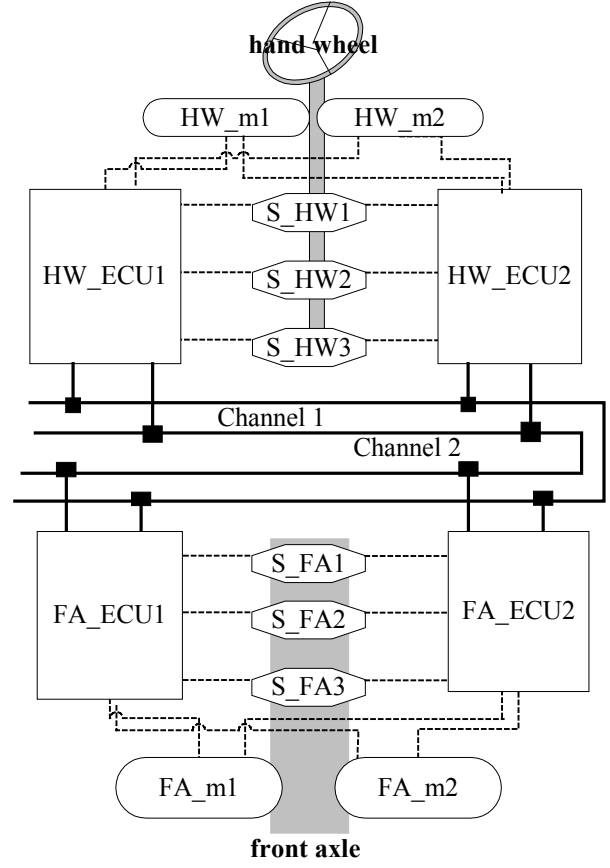 hand wheel
HW_m1
HW_m2
S_HW1
HW_ECU1
S_HW2
HW_ECU2
S_HW3
Channel 1
Channel 2
S_FA1
FA_ECU1
S_FA2
FA_ECU2
S_FA3
FA_m1
FA_m2
front axle